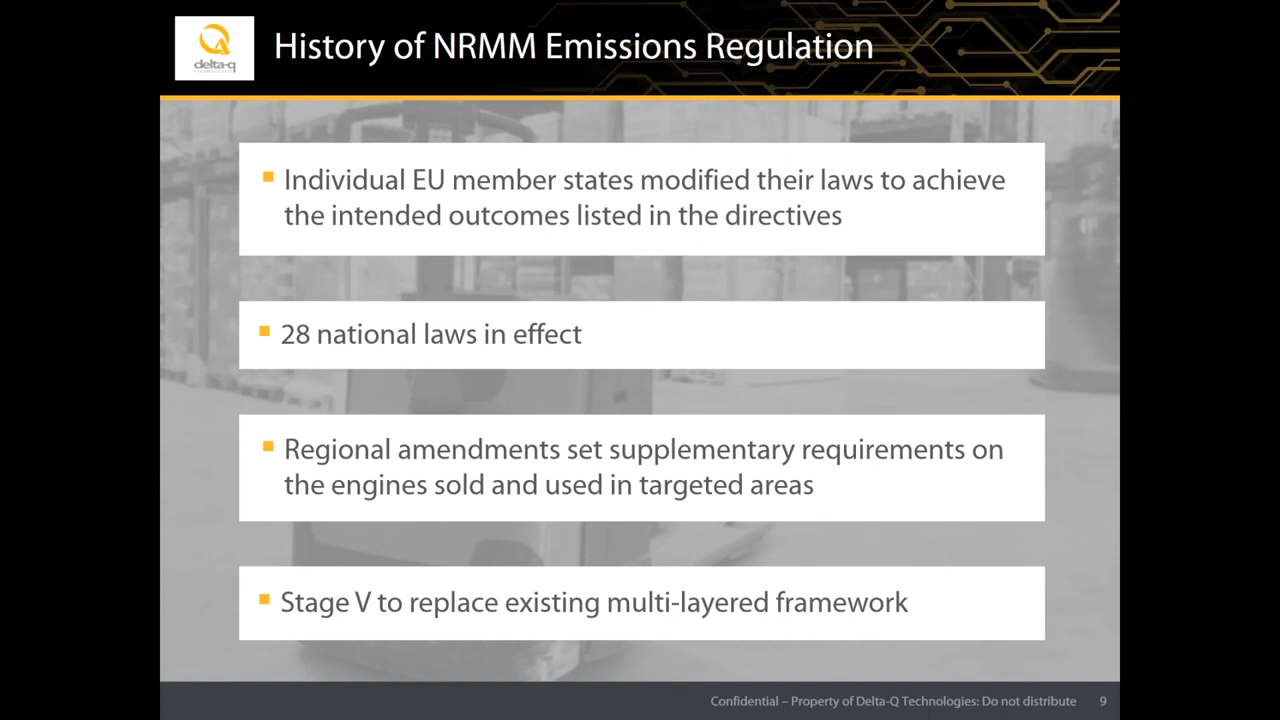 delta-q
TECHNOLOGIES
History of NRMM Emissions Regulation
Individual EU member states modified their laws to achieve
the intended outcomes listed in the directives
28 national laws in effect
Regional amendments set supplementary requirements on
the engines sold and used in targeted areas
Stage V to replace existing multi-layered framework
Confidential – Property of Delta-Q Technologies: Do not distribute 9